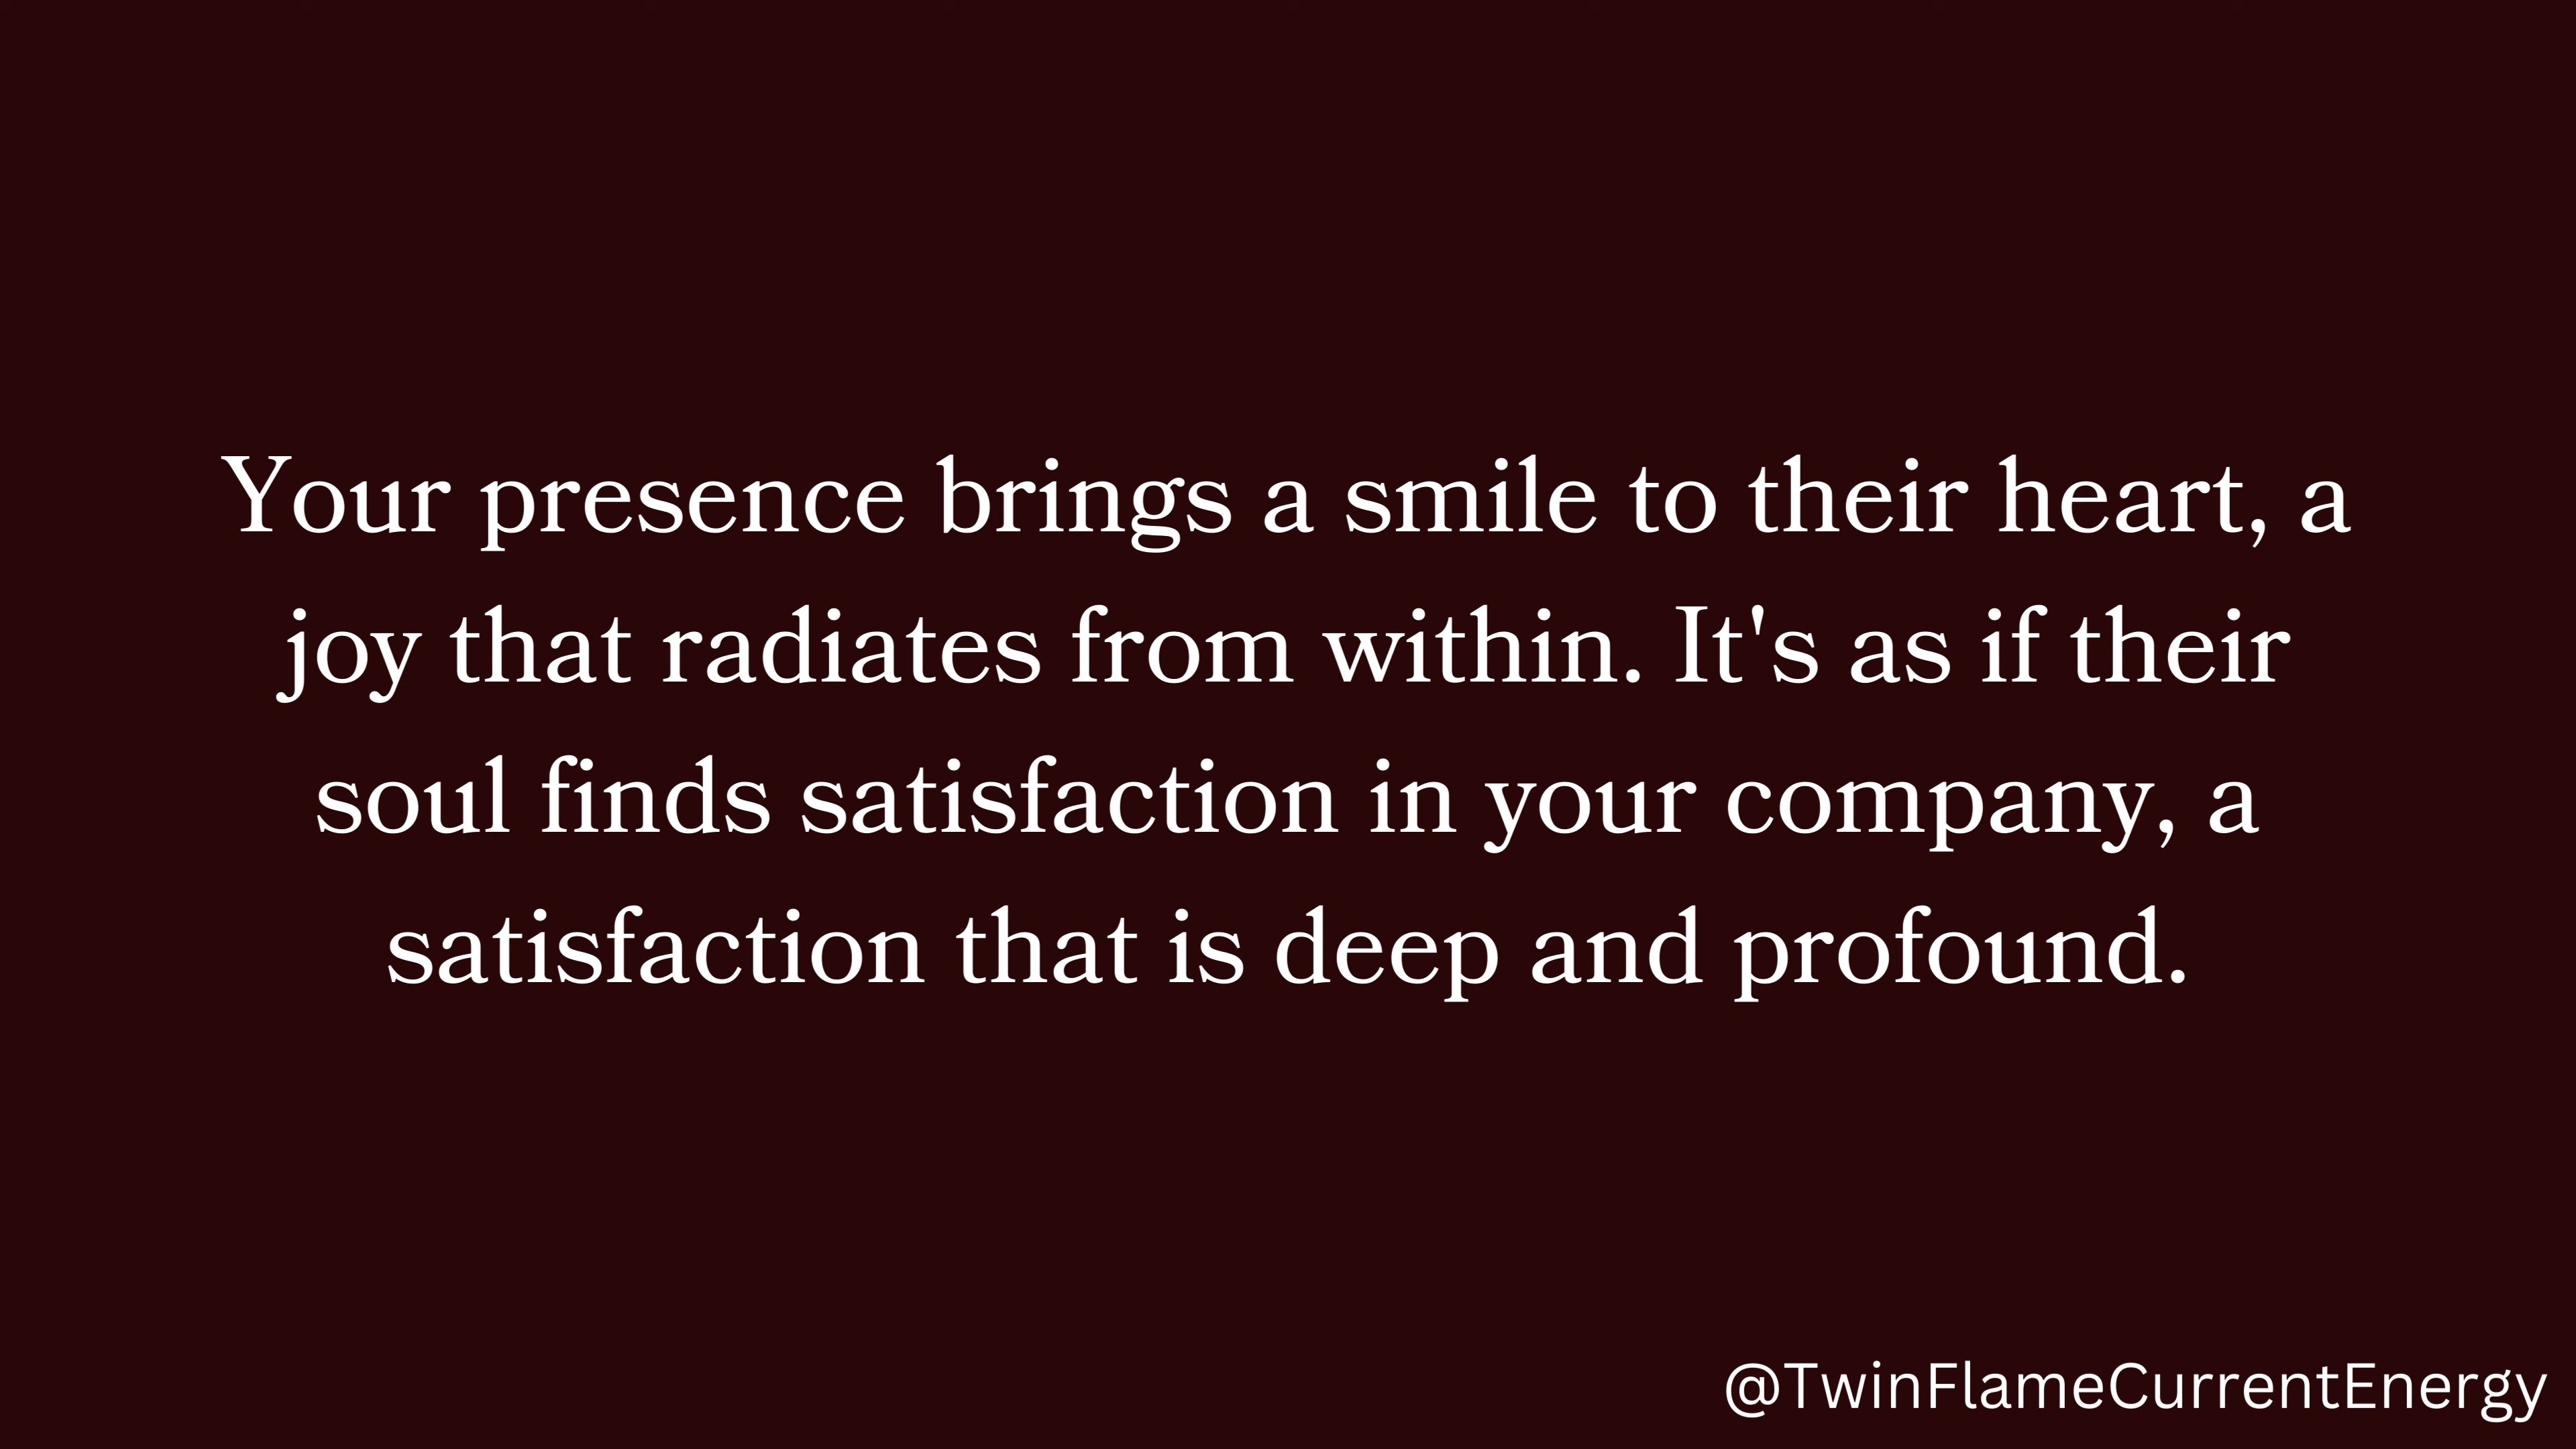 Your presence brings a smile to their heart, a
joy that radiates from within. It's as if their
soul finds satisfaction in your company, a
satisfaction that is deep and profound.
@TwinFlameCurrentEnergy